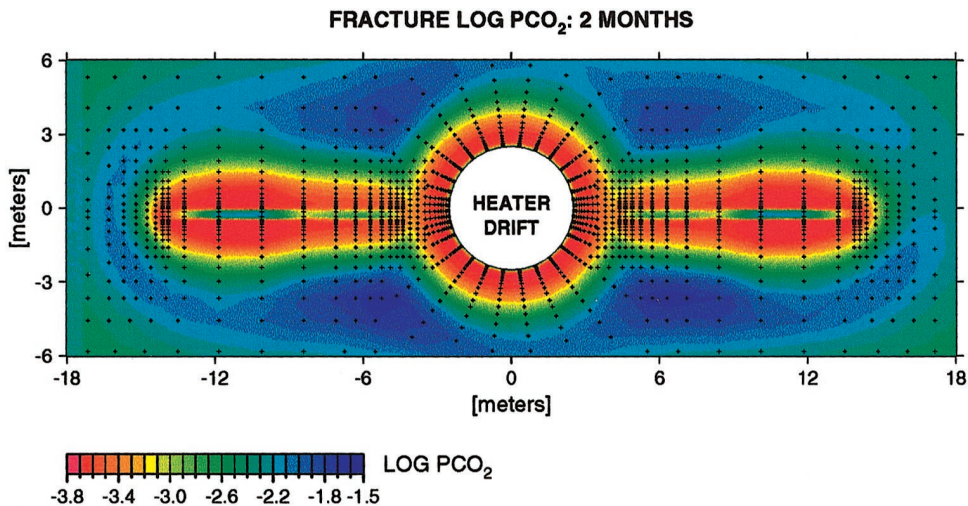 FRACTURE LOG PCO₂: 2 MONTHS
6
3
0
-3
-6
[meters]
HEATER
DRIFT
-18 -12 -6 0 6 12 18
[meters]
LOG PCO₂
-3.8 -3.4 -3.0 -2.6 -2.2 -1.8 -1.5